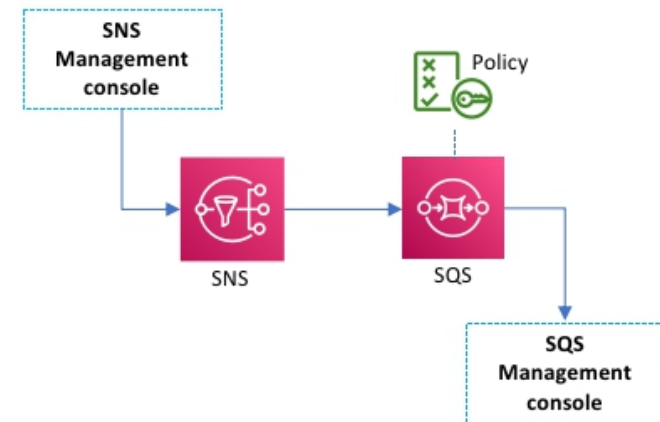 SNS
Management
console
Policy
SNS
SQS
SQS
Management
console